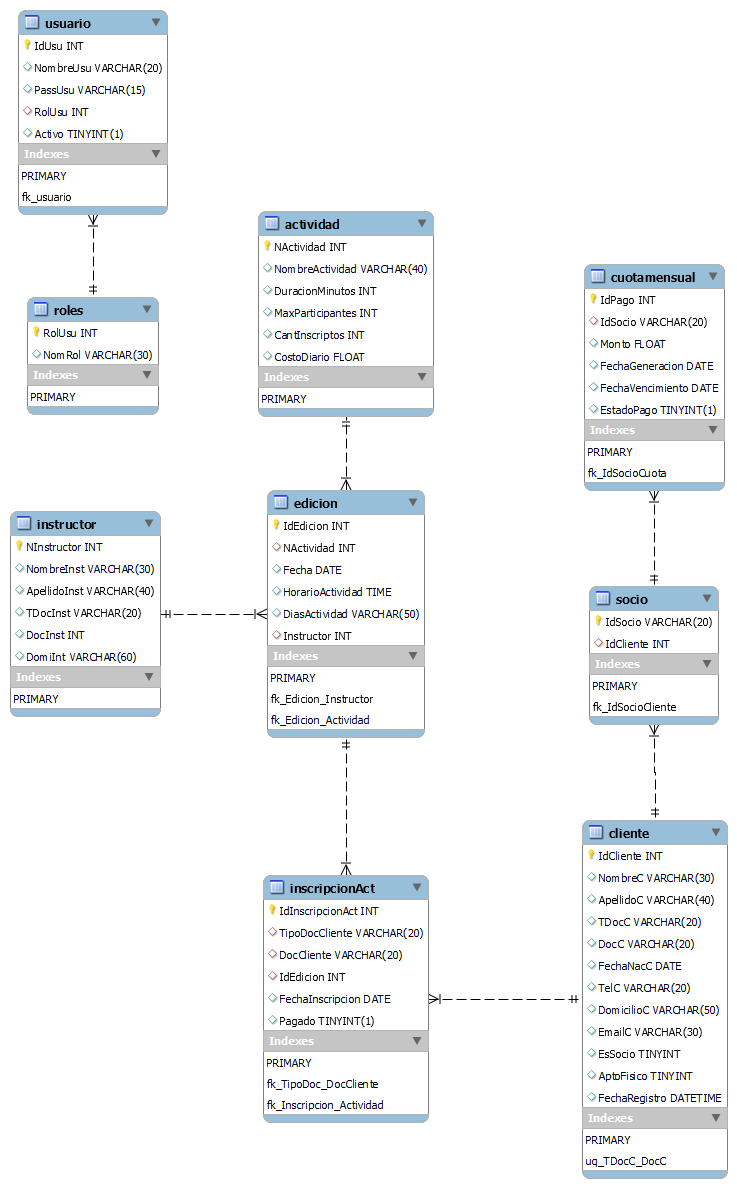 usuario
IdUsu INT
NombreUsu VARCHAR(20)
PassUsu VARCHAR(15)
RolUsu INT
Activo TINYINT(1)
Indexes
PRIMARY
fk_usuario
roles
RolUsu INT
NomRol VARCHAR(30)
Indexes
PRIMARY
actividad
NActividad INT
NombreActividad VARCHAR(40)
DuracionMinutos INT
MaxParticipantes INT
CantInscriptos INT
CostoDiario FLOAT
Indexes
PRIMARY
cuotamensual
IdPago INT
IdSocio VARCHAR(20)
Monto FLOAT
FechaGeneracion DATE
FechaVencimiento DATE
EstadoPago TINYINT(1)
Indexes
PRIMARY
fk_IdSocioCuota
instructor
NInstructor INT
NombreInst VARCHAR(30)
ApellidoInst VARCHAR(40)
TDocInst VARCHAR(20)
DocInst INT
DomiInt VARCHAR(60)
Indexes
PRIMARY
edicion
IdEdicion INT
NActividad INT
Fecha DATE
HorarioActividad TIME
DiasActividad VARCHAR(50)
Instructor INT
Indexes
PRIMARY
fk_Edicion_Instructor
fk_Edicion_Actividad
socio
IdSocio VARCHAR(20)
IdCliente INT
Indexes
PRIMARY
fk_IdSocioCliente
inscripcionAct
IdInscripcionAct INT
TipoDocCliente VARCHAR(20)
DocCliente VARCHAR(20)
IdEdicion INT
FechaInscripcion DATE
Pagado TINYINT(1)
Indexes
PRIMARY
fk_TipoDoc_DocCliente
fk_Inscripcion_Actividad
cliente
IdCliente INT
NombreC VARCHAR(30)
ApellidoC VARCHAR(40)
TDocC VARCHAR(20)
DocC VARCHAR(20)
FechaNacC DATE
TelC VARCHAR(20)
DomicilioC VARCHAR(50)
EmailC VARCHAR(30)
EsSocio TINYINT
AptoFisico TINYINT
FechaRegistro DATETIME
Indexes
PRIMARY
uq_TDocC_DocC